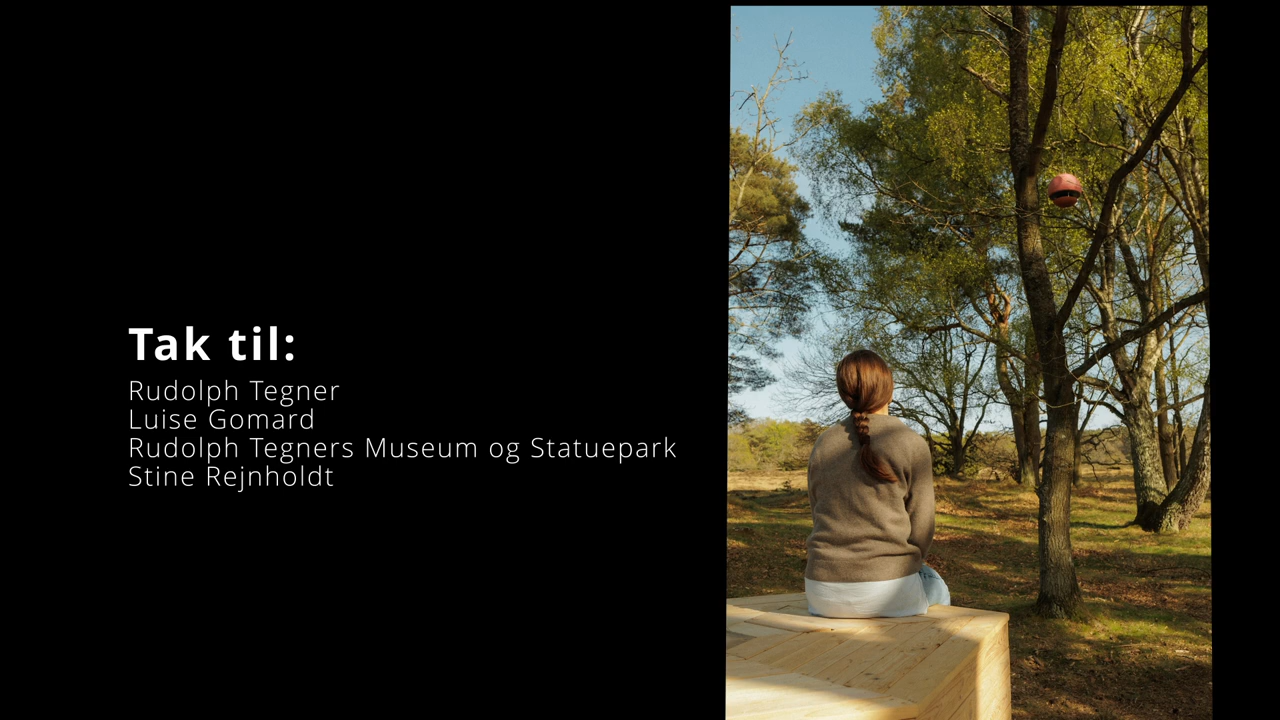 Tak til:
Rudolph Tegner
Luise Gomard
Rudolph Tegners Museum og Statuepark
Stine Rejnholdt